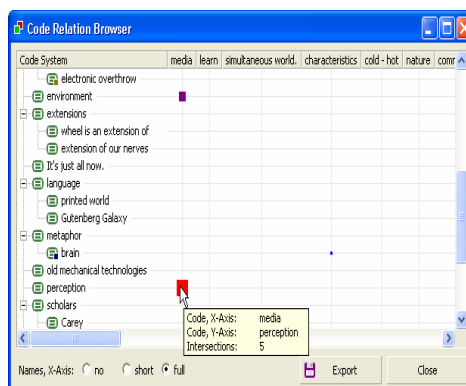 Code Relation Browser
Code System media learn simultaneous world. characteristics cold - hot nature comr
electronic overthrow
environment
extensions
wheel is an extension of
extension of our nerves
It's just all now.
language
printed world
Gutenberg Galaxy
metaphor
brain
old mechanical technologies
perception
scholars
Carey
Code, X-Axis: media
Code, Y-Axis: perception
Intersections: 5
Names, X-Axis: no short full Export Close